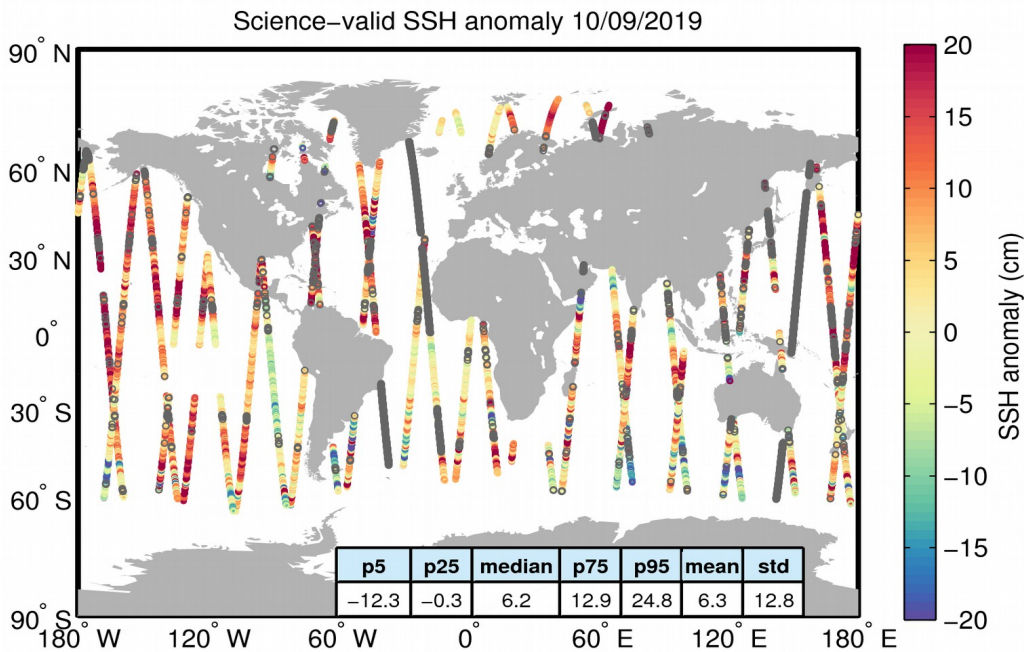 Science−valid SSH anomaly 10/09/2019
90° N
60° N
30° N
0°
30° S
60° S
90° S
180° W
120° W
60° W
0°
60° E
120° E
180° E
p5 p25 median p75 p95 mean std
−12.3 −0.3 6.2 12.9 24.8 6.3 12.8
20
15
10
5
0
−5
−10
−15
−20
SSH anomaly (cm)